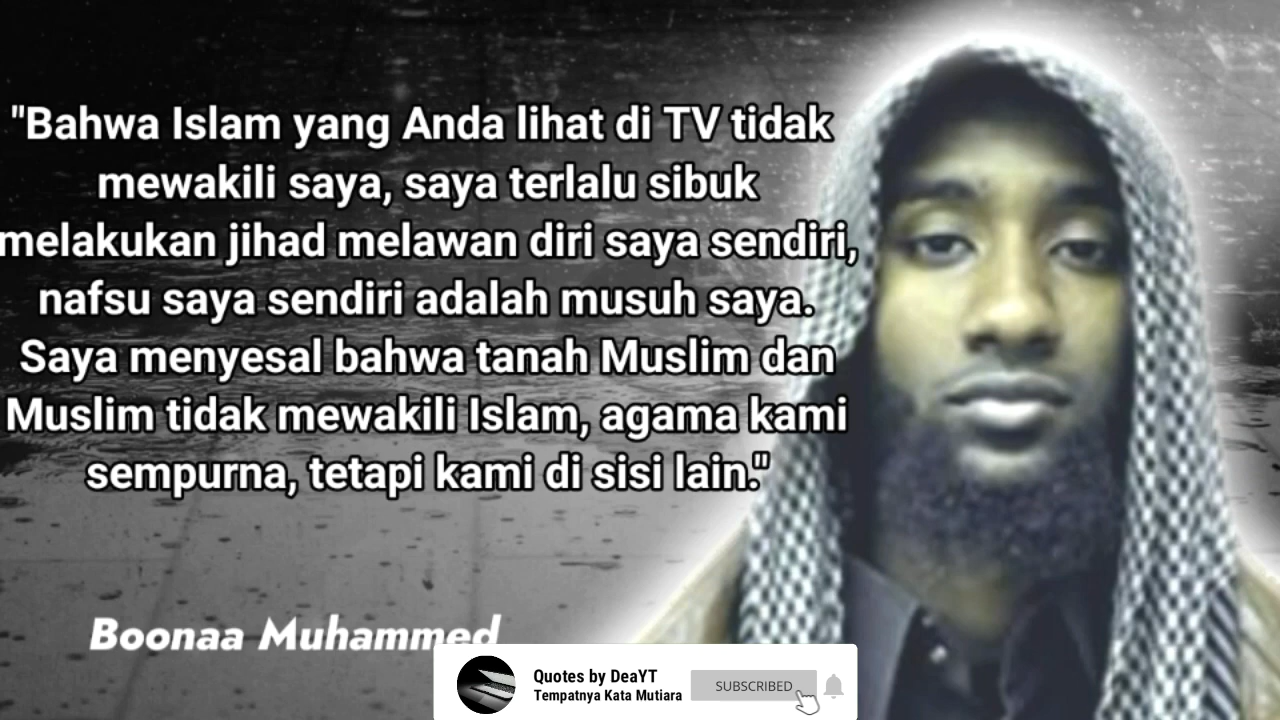 "Bahwa Islam yang Anda lihat di TV tidak
mewakili saya, saya terlalu sibuk
melakukan jihad melawan diri saya sendiri,
nafsu saya sendiri adalah musuh saya.
Saya menyesal bahwa tanah Muslim dan
Muslim tidak mewakili Islam, agama kami
sempurna, tetapi kami di sisi lain."
Boonaa Muhammed
Quotes by DeaYT
Tempatnya Kata Mutiara
SUBSCRIBED